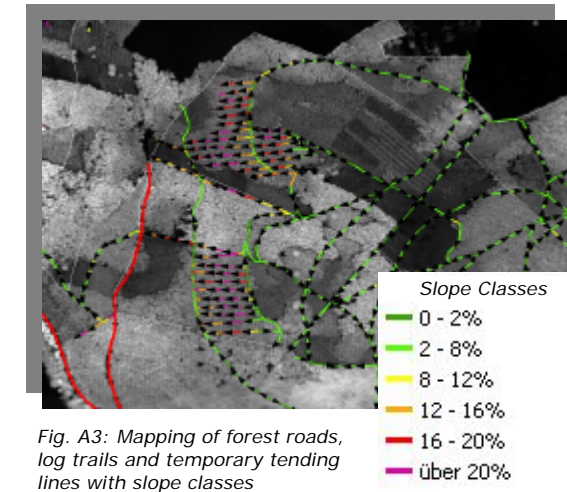 Slope Classes
0 - 2%
2 - 8%
8 - 12%
12 - 16%
16 - 20%
über 20%
Fig. A3: Mapping of forest roads,
log trails and temporary tending
lines with slope classes